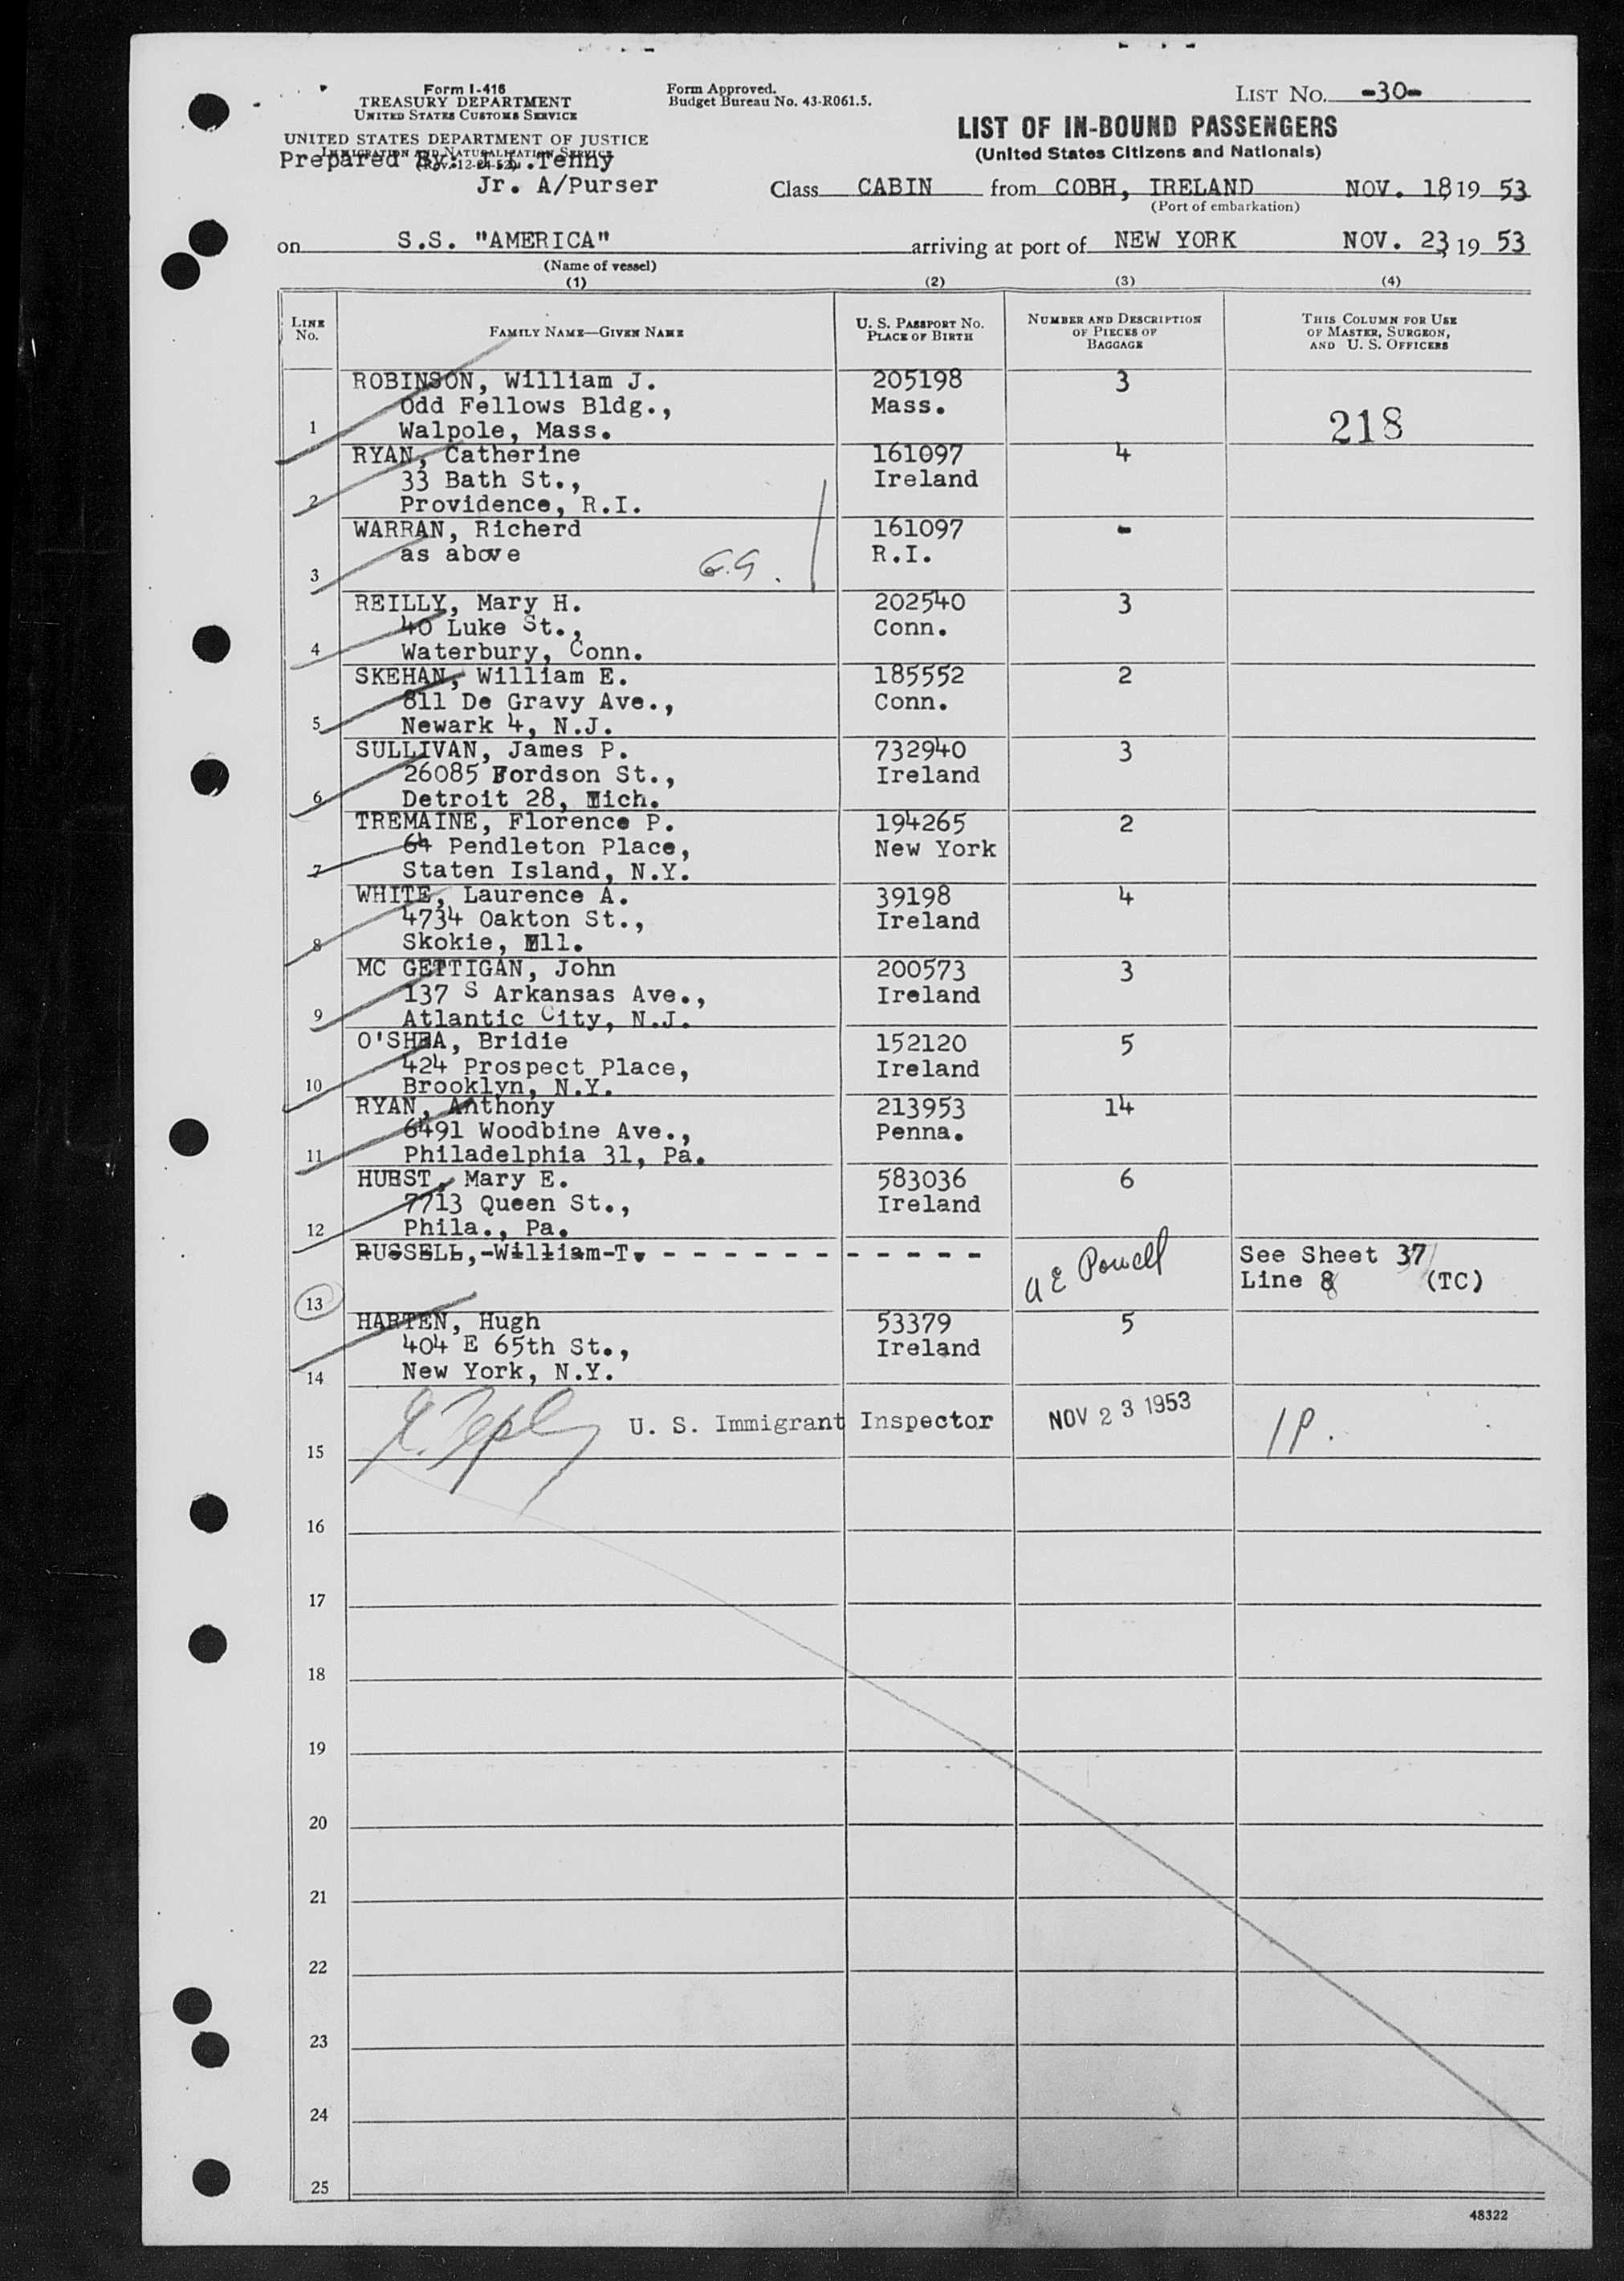 Form I-416
TREASURY DEPARTMENT
UNITED STATES CUSTOMS SERVICE
UNITED STATES DEPARTMENT OF JUSTICE
IMMIGRATION AND NATURALIZATION SERVICE
Prepared By: Tenny
Jr. A/Purser
Form Approved.
Budget Bureau No. 43-R061.5.
LIST NO. -30-
LIST OF IN-BOUND PASSENGERS
(United States Citizens and Nationals)
Class CABIN from COBH, IRELAND NOV. 18, 19 53
(Port of embarkation)
on S.S. "AMERICA" arriving at port of NEW YORK NOV. 23, 19 53
(Name of vessel)
(1) (2) (3) (4)
LINE No. FAMILY NAME—GIVEN NAME U. S. PASSPORT NO. PLACE OF BIRTH NUMBER AND DESCRIPTION OF PIECES OF BAGGAGE THIS COLUMN FOR USE OF MASTER, SURGEON, AND U. S. OFFICERS
ROBINSON, William J. 205198 3
Odd Fellows Bldg., Mass.
1 Walpole, Mass. 218
RYAN, Catherine 161097 4
33 Bath St., Ireland
2 Providence, R.I.
WARRAN, Richerd 161097 -
as above R.I.
3 G.G.
REILLY, Mary H. 202540 3
40 Luke St., Conn.
4 Waterbury, Conn.
SKEHAN, William E. 185552 2
811 De Gravy Ave., Conn.
5 Newark 4, N.J.
SULLIVAN, James P. 732940 3
26085 Fordson St., Ireland
6 Detroit 28, Mich.
TREMAINE, Florence P. 194265 2
64 Pendleton Place, New York
7 Staten Island, N.Y.
WHITE, Laurence A. 39198 4
4734 Oakton St., Ireland
8 Skokie, Ill.
MC GETTIGAN, John 200573 3
137 S Arkansas Ave., Ireland
9 Atlantic City, N.J.
O'SHEA, Bridie 152120 5
424 Prospect Place, Ireland
10 Brooklyn, N.Y.
RYAN, Anthony 213953 14
6491 Woodbine Ave., Penna.
11 Philadelphia 31, Pa.
HURST, Mary E. 583036 6
7713 Queen St., Ireland
12 Phila., Pa.
RUSSELL,-William-T. - - - - - - - - - - - - - See Sheet 37
A E Powell Line 8 (TC)
13
HARTEN, Hugh 53379 5
404 E 65th St., Ireland
14 New York, N.Y.
U. S. Immigrant Inspector NOV 23 1953 1P.
15
16
17
18
19
20
21
22
23
24
25
48322